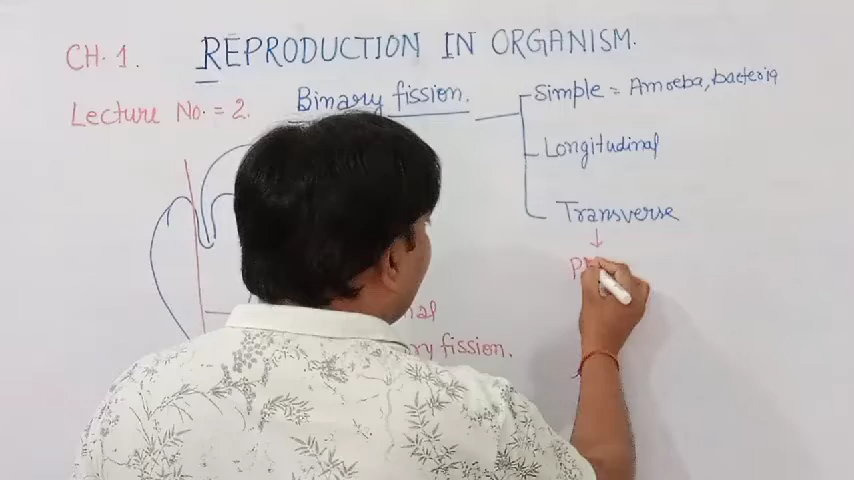 CH. 1. REPRODUCTION IN ORGANISM.
Lecture No. = 2. Binary fission. Simple = Amoeba, bacteria
Longitudinal
Transverse
fission.